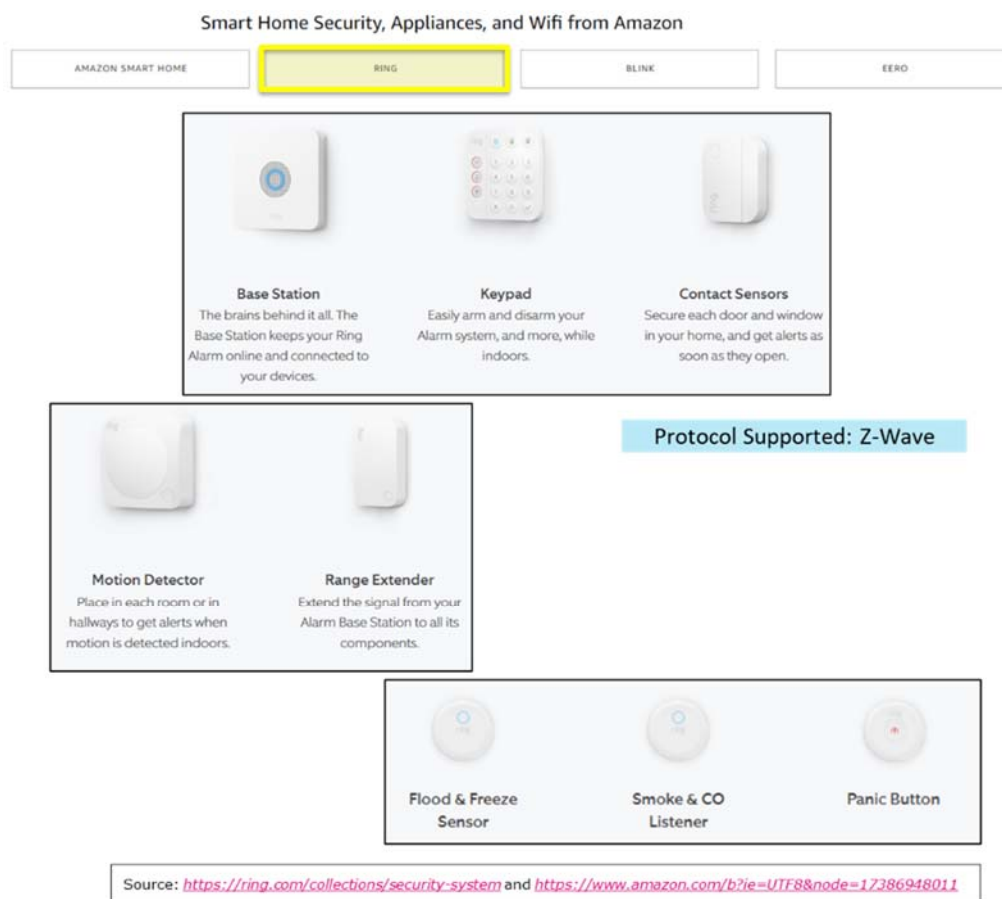 Smart Home Security, Appliances, and Wifi from Amazon
AMAZON SMART HOME
RING
BLINK
EERO
Base Station
The brains behind it all. The
Base Station keeps your Ring
Alarm online and connected to
your devices.
Keypad
Easily arm and disarm your
Alarm system, and more, while
indoors.
Contact Sensors
Secure each door and window
in your home, and get alerts as
soon as they open.
Protocol Supported: Z-Wave
Motion Detector
Place in each room or in
hallways to get alerts when
motion is detected indoors.
Range Extender
Extend the signal from your
Alarm Base Station to all its
components.
Flood & Freeze
Sensor
Smoke & CO
Listener
Panic Button
Source: https://ring.com/collections/security-system and https://www.amazon.com/b?ie=UTF8&node=17386948011